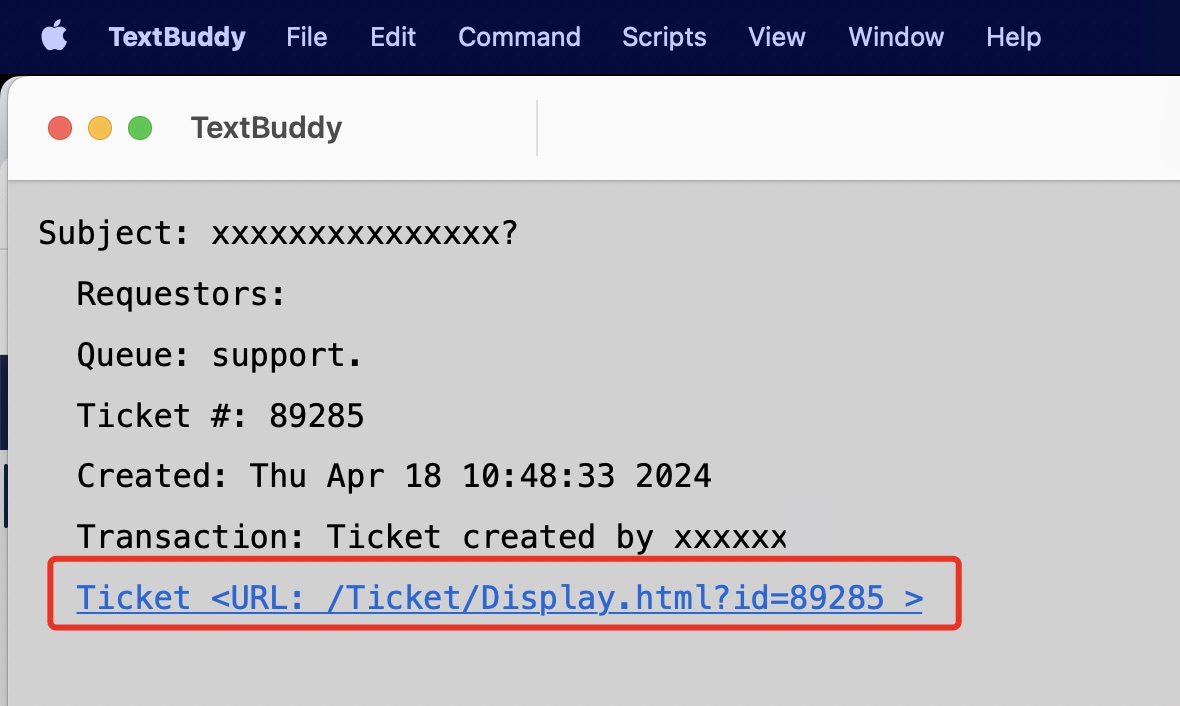 TextBuddy File Edit Command Scripts View Window Help
TextBuddy
Subject: xxxxxxxxxxxxxxx?
Requestors:
Queue: support.
Ticket #: 89285
Created: Thu Apr 18 10:48:33 2024
Transaction: Ticket created by xxxxxx
Ticket <URL: /Ticket/Display.html?id=89285 >